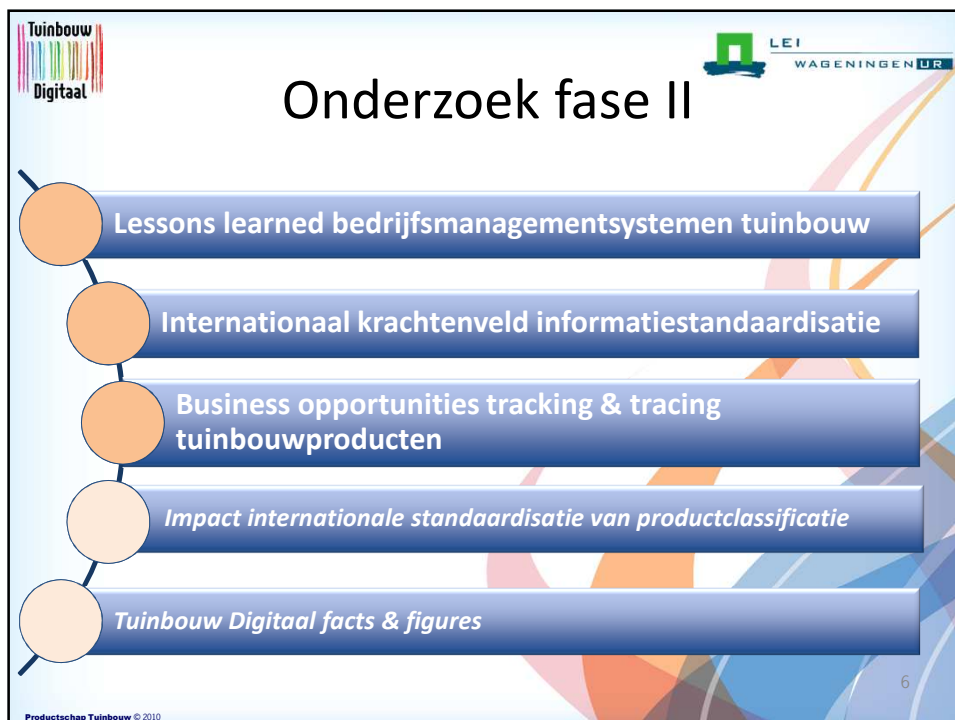 Tuinbouw
Digitaal
LEI
WAGENINGEN UR
Onderzoek fase II
Lessons learned bedrijfsmanagementsystemen tuinbouw
Internationaal krachtenveld informatiestandaardisatie
Business opportunities tracking & tracing
tuinbouwproducten
Impact internationale standaardisatie van productclassificatie
Tuinbouw Digitaal facts & figures
6
Productschap Tuinbouw © 2010